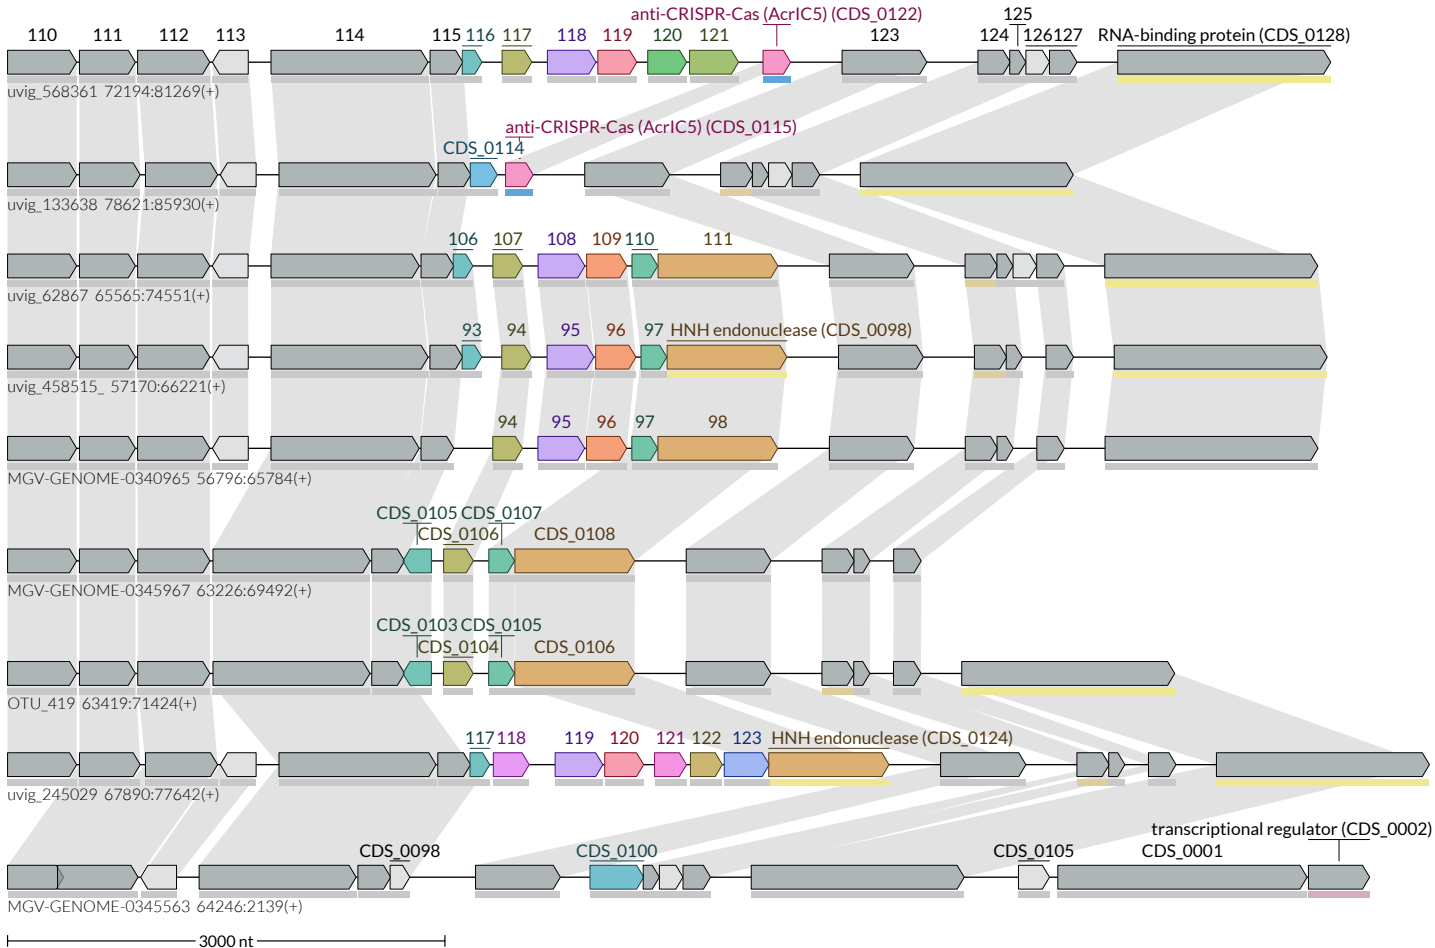 anti-CRISPR-Cas (AcrIC5) (CDS_0122)
125
110 111 112 113 114 115 116 117 118 119 120 121 123 124 126 127 RNA-binding protein (CDS_0128)
uvig_568361 72194:81269(+)
anti-CRISPR-Cas (AcrIC5) (CDS_0115)
CDS_0114
uvig_133638 78621:85930(+)
106 107 108 109 110 111
uvig_62867 65565:74551(+)
93 94 95 96 97 HNH endonuclease (CDS_0098)
uvig_458515_ 57170:66221(+)
94 95 96 97 98
MGV-GENOME-0340965 56796:65784(+)
CDS_0105 CDS_0107
CDS_0106 CDS_0108
MGV-GENOME-0345967 63226:69492(+)
CDS_0103 CDS_0105
CDS_0104 CDS_0106
OTU_419 63419:71424(+)
117 118 119 120 121 122 123 HNH endonuclease (CDS_0124)
uvig_245029 67890:77642(+)
transcriptional regulator (CDS_0002)
CDS_0098 CDS_0100 CDS_0105 CDS_0001
MGV-GENOME-0345563 64246:2139(+)
3000 nt